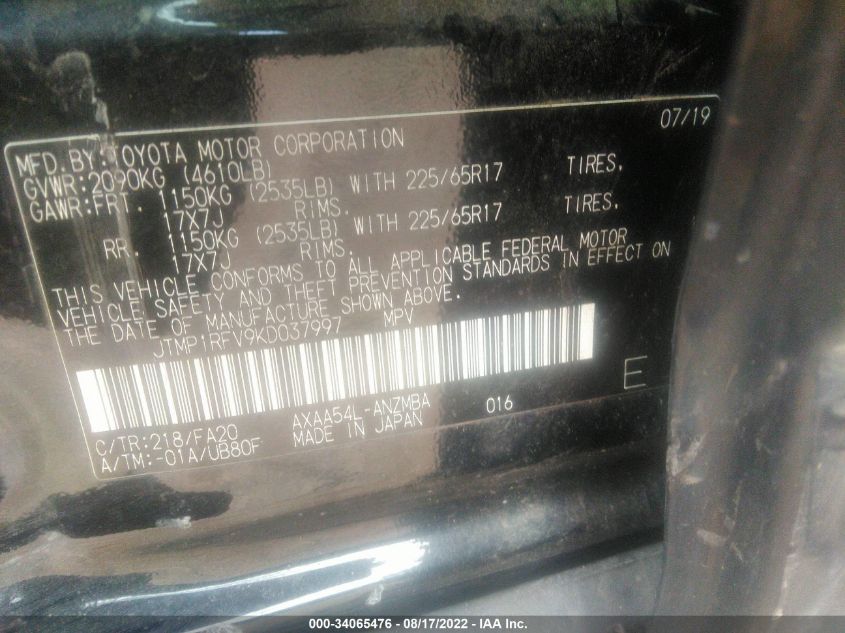 07/19
MFD. BY: TOYOTA MOTOR CORPORATION
GVWR: 2090KG (4610LB)
GAWR: FRT. 1150KG (2535LB) WITH 225/65R17 TIRES,
17X7J RIMS.
RR. 1150KG (2535LB) WITH 225/65R17 TIRES,
17X7J RIMS.
THIS VEHICLE CONFORMS TO ALL APPLICABLE FEDERAL MOTOR
VEHICLE SAFETY AND THEFT PREVENTION STANDARDS IN EFFECT ON
THE DATE OF MANUFACTURE SHOWN ABOVE.
JTMP1RFV9KD037997 MPV
E
C/TR: 218/FA20 AXAA54L-ANZMBA 016
A/TM: -01A/UB80F MADE IN JAPAN
000-34065476 - 08/17/2022 - IAA Inc.